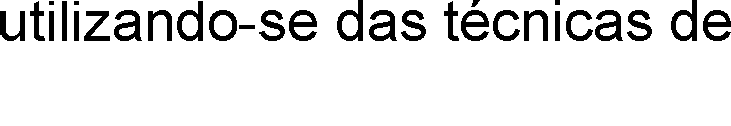 utilizando-se das técnicas de